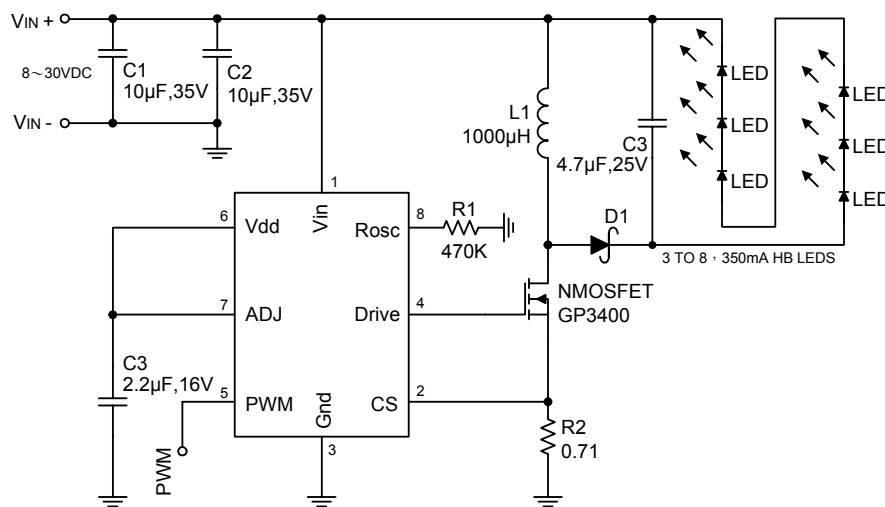 VIN +
8～30VDC
VIN -
C1
10µF,35V
C2
10µF,35V
L1
1000µH
C3
4.7µF,25V
LED
LED
LED
LED
LED
LED
D1
3 TO 8，350mA HB LEDS
1
Vin
6
Vdd
Rosc
8
R1
470K
7
ADJ
Drive
4
NMOSFET
GP3400
C3
2.2µF,16V
5
PWM
CS
2
Gnd
3
PWM
R2
0.71